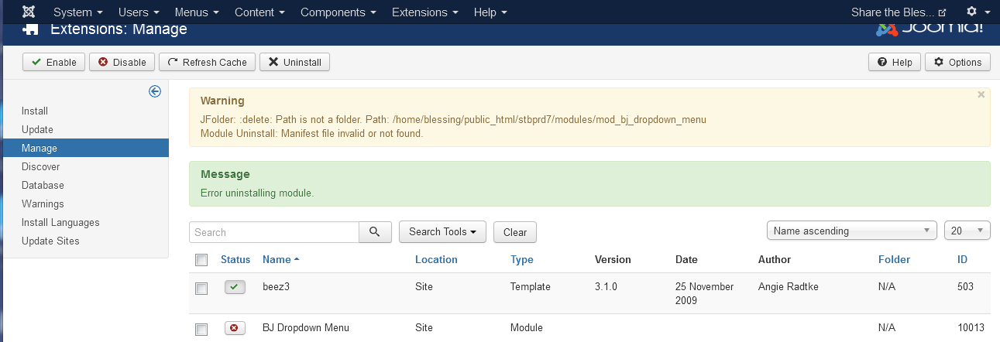 System Users Menus Content Components Extensions Help Share the Bles...
Extensions: Manage Joomla!
Enable Disable Refresh Cache Uninstall Help Options
Install
Update
Manage
Discover
Database
Warnings
Install Languages
Update Sites
Warning
JFolder: :delete: Path is not a folder. Path: /home/blessing/public_html/stbprd7/modules/mod_bj_dropdown_menu
Module Uninstall: Manifest file invalid or not found.
Message
Error uninstalling module.
Search Search Tools Clear Name ascending 20
Status Name Location Type Version Date Author Folder ID
beez3 Site Template 3.1.0 25 November Angie Radtke N/A 503
2009
BJ Dropdown Menu Site Module N/A 10013